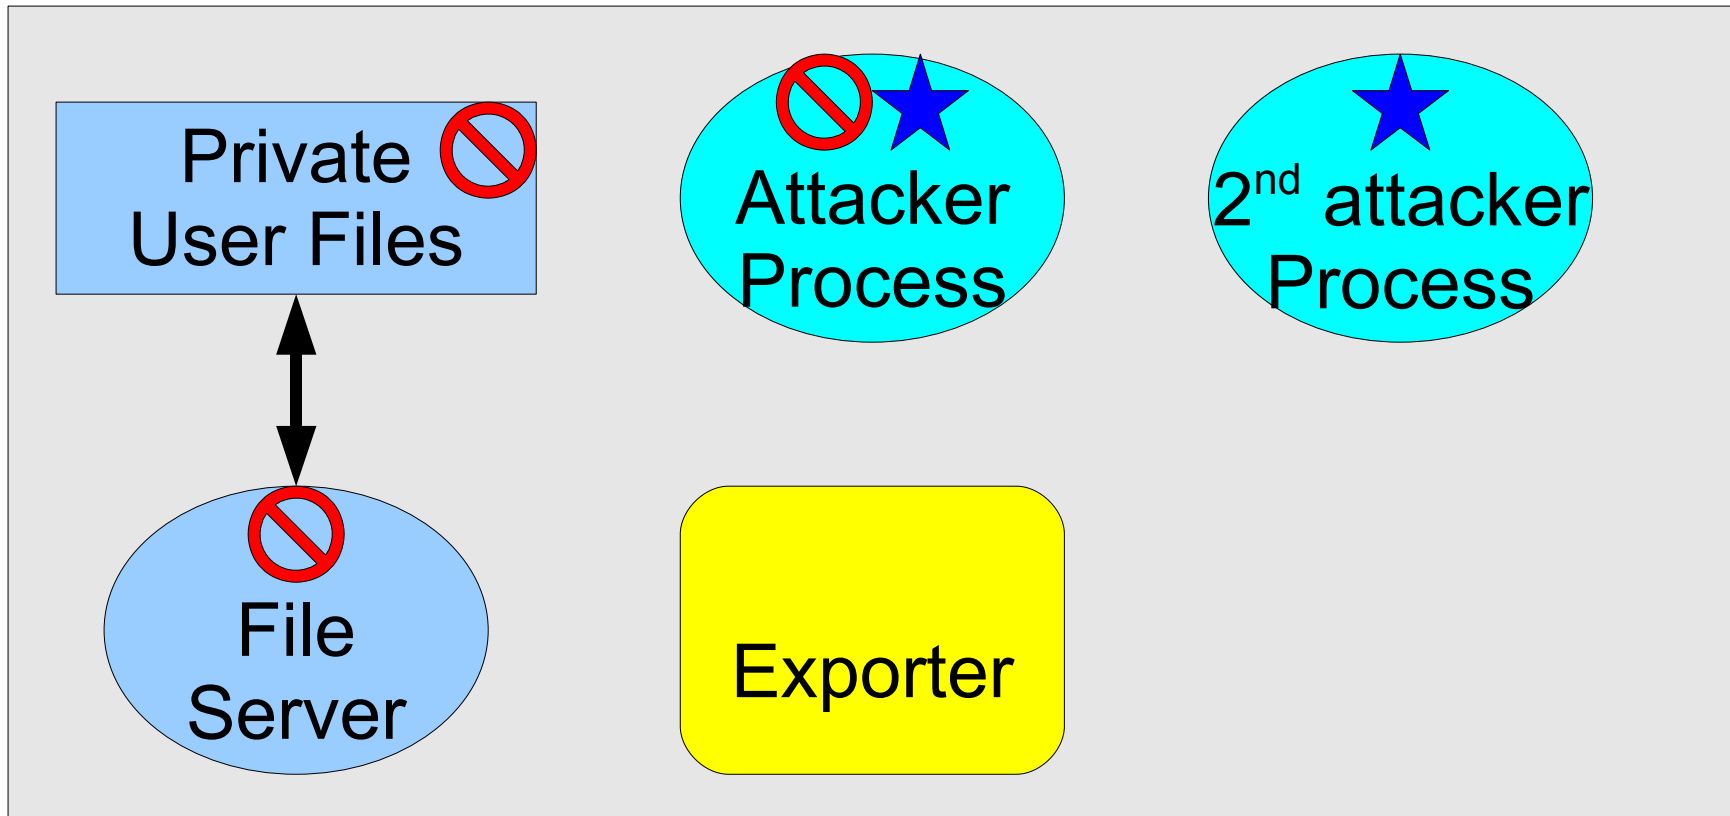 Private
User Files
Attacker
Process
2nd attacker
Process
File
Server
Exporter